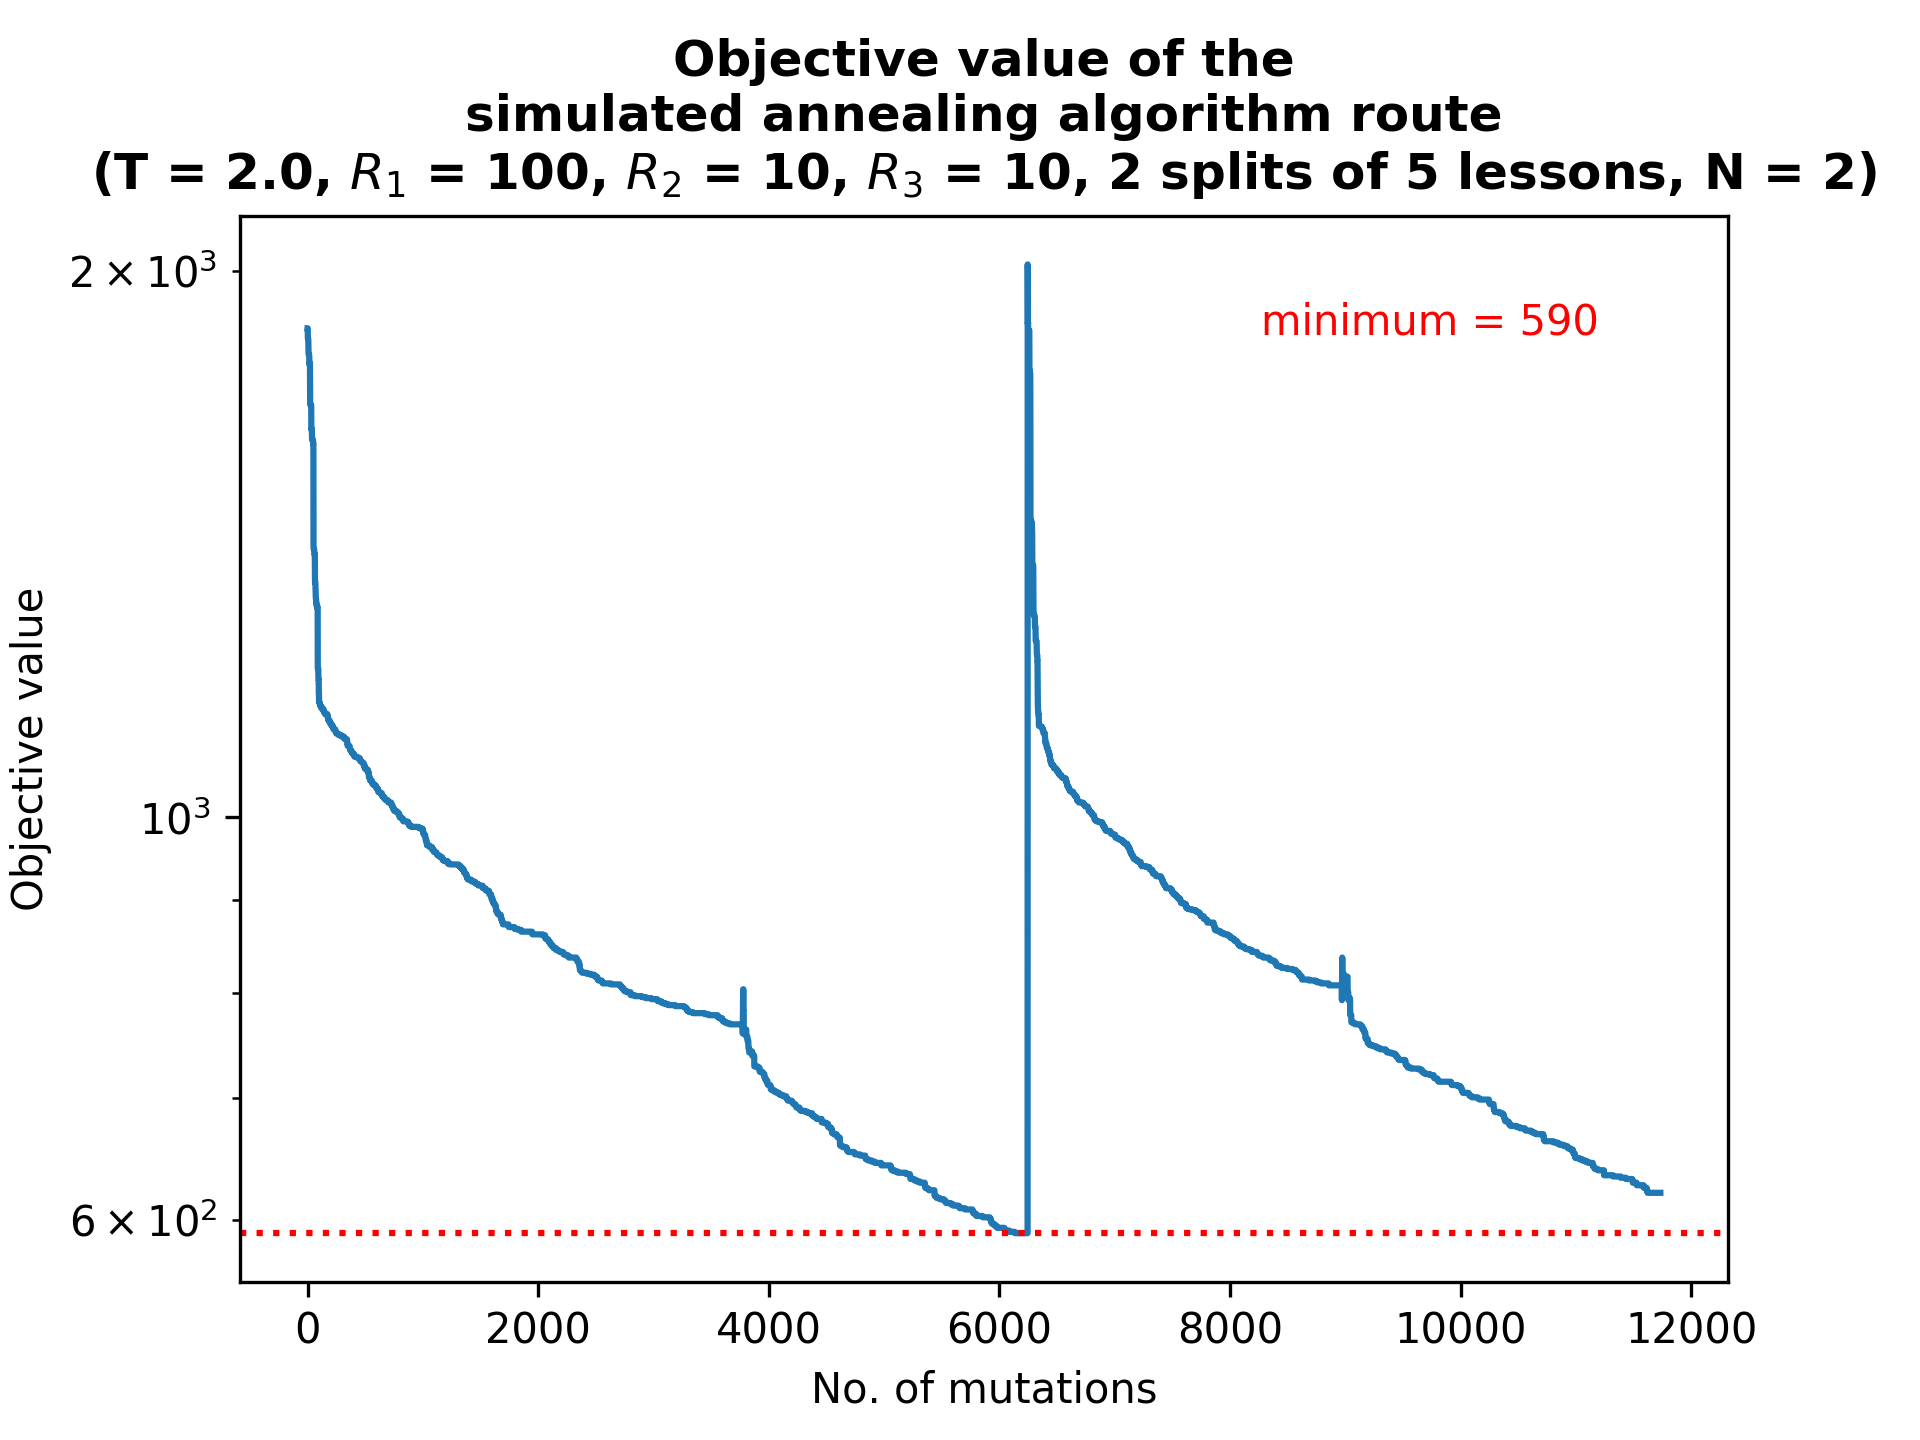 Objective value of the
simulated annealing algorithm route
(T = 2.0, R₁ = 100, R₂ = 10, R₃ = 10, 2 splits of 5 lessons, N = 2)
2 × 10³
minimum = 590
Objective value
10³
6 × 10²
0 2000 4000 6000 8000 10000 12000
No. of mutations